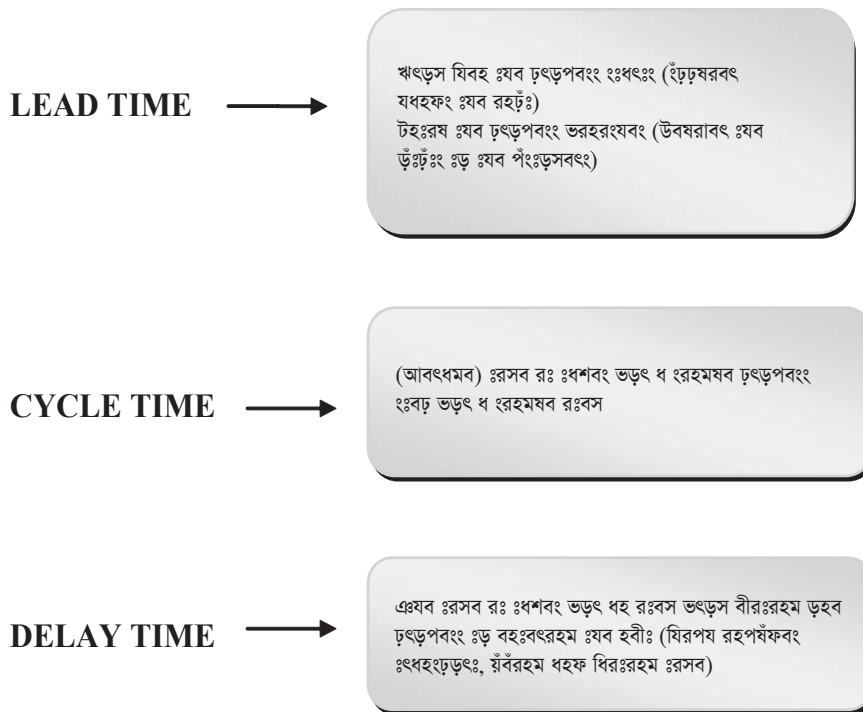 LEAD TIME
ঋৎড়স যিবহ ঃযব ঢ়ৎড়পবংং ংঃধৎঃং (ংঁঢ়ঢ়ষরবৎ
যধহফং ঃযব রহঢ়ঁঃ)
টহঃরষ ঃযব ঢ়ৎড়পবংং ভরহরংযবং (উবষরাবৎ ঃযব
ড়ঁঃঢ়ঁঃং ঃড় ঃযব পঁংঃড়সবৎং)
CYCLE TIME
(আবৎধমব) ঃরসব রঃ ঃধশবং ভড়ৎ ধ ংরহমষব ঢ়ৎড়পবংং
ংঃবঢ় ভড়ৎ ধ ংরহমষব রঃবস
DELAY TIME
ঞযব ঃরসব রঃ ঃধশবং ভড়ৎ ধহ রঃবস ভৎড়স বীরঃরহম ড়হব
ঢ়ৎড়পবংং ঃড় বহঃবৎরহম ঃযব হবীঃ (যিরপয রহপষঁফবং
ঃৎধহংঢ়ড়ৎঃ, য়ঁবঁরহম ধহফ ধিরঃরহম ঃরসব)